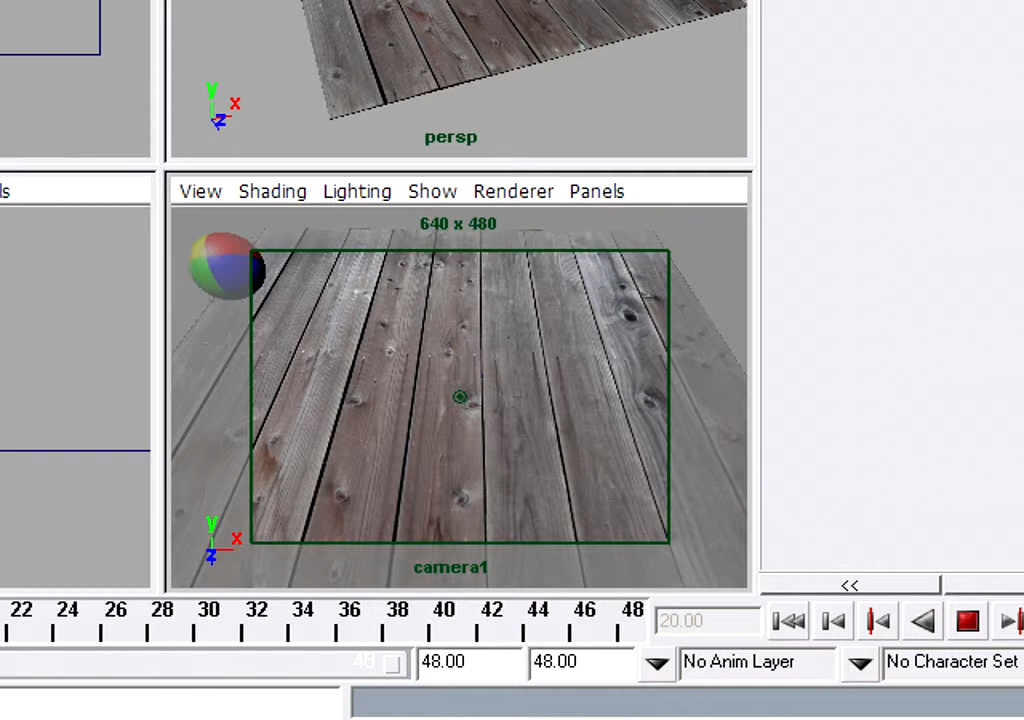 y
x
z
persp
ls
View Shading Lighting Show Renderer Panels
640 x 480
y
x
z
camera1
<<
22 24 26 28 30 32 34 36 38 40 42 44 46 48
20.00
48
48.00
48.00
No Anim Layer
No Character Set